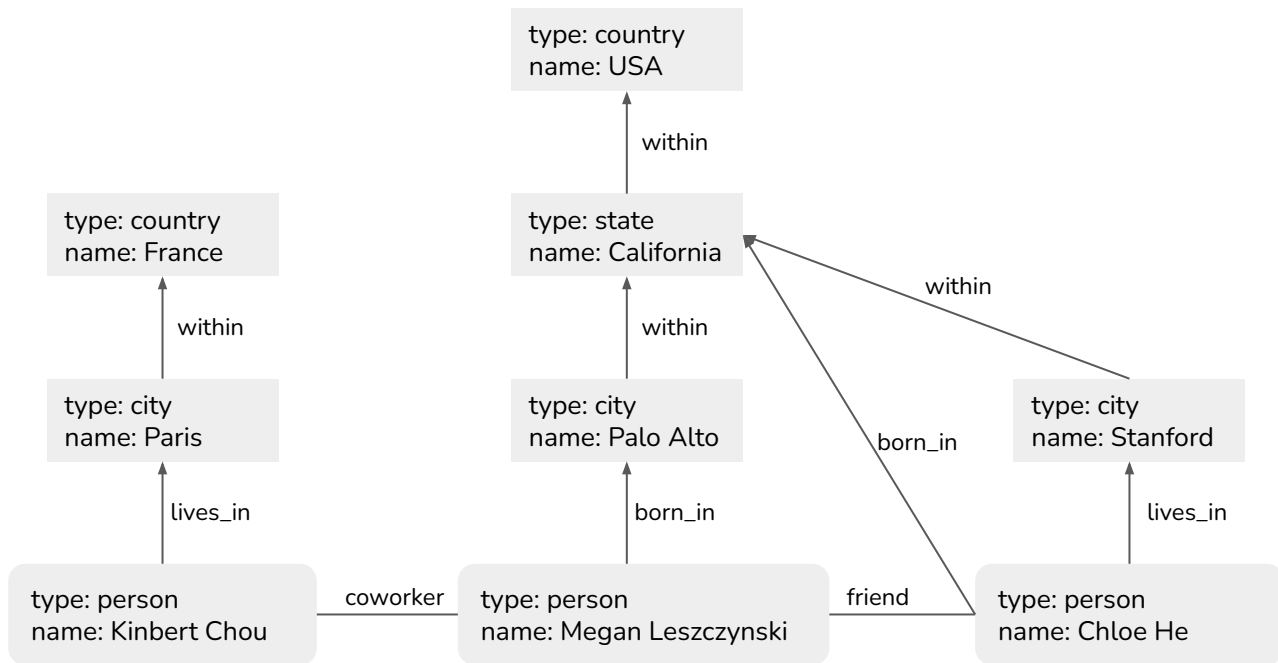 type: country
name: USA
within
type: country
name: France
type: state
name: California
within
within
within
type: city
name: Paris
type: city
name: Palo Alto
type: city
name: Stanford
born_in
lives_in
born_in
lives_in
type: person
name: Kinbert Chou
coworker
type: person
name: Megan Leszczynski
friend
type: person
name: Chloe He